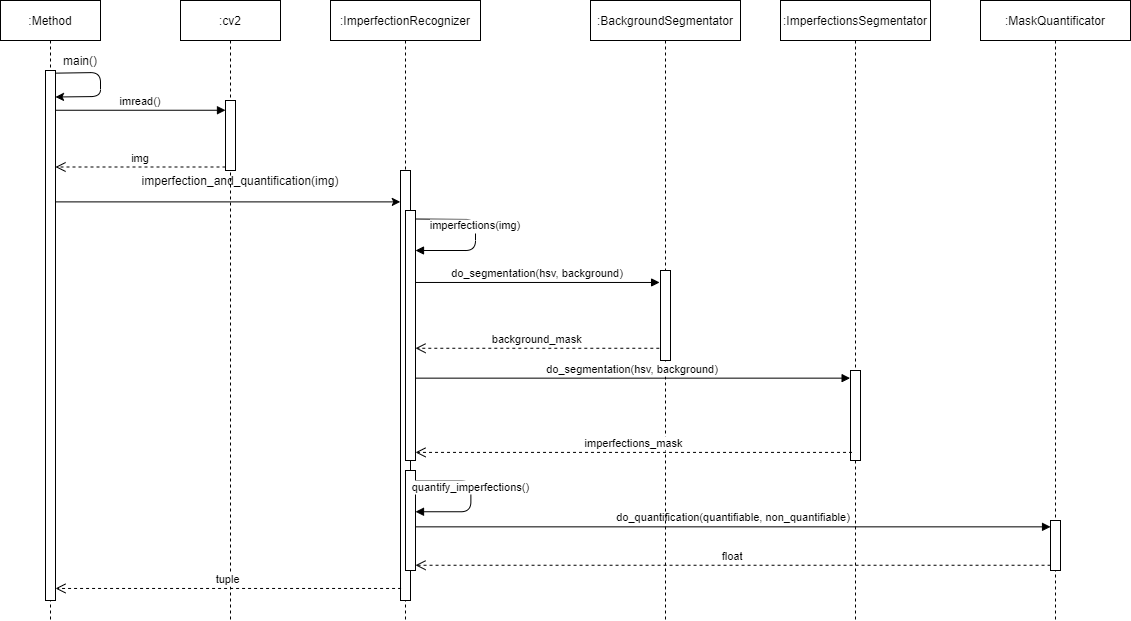 :Method
:cv2
:ImperfectionRecognizer
:BackgroundSegmentator
:ImperfectionsSegmentator
:MaskQuantificator
main()
imread()
img
imperfection_and_quantification(img)
imperfections(img)
do_segmentation(hsv, background)
background_mask
do_segmentation(hsv, background)
imperfections_mask
quantify_imperfections()
do_quantification(quantifiable, non_quantifiable)
float
tuple